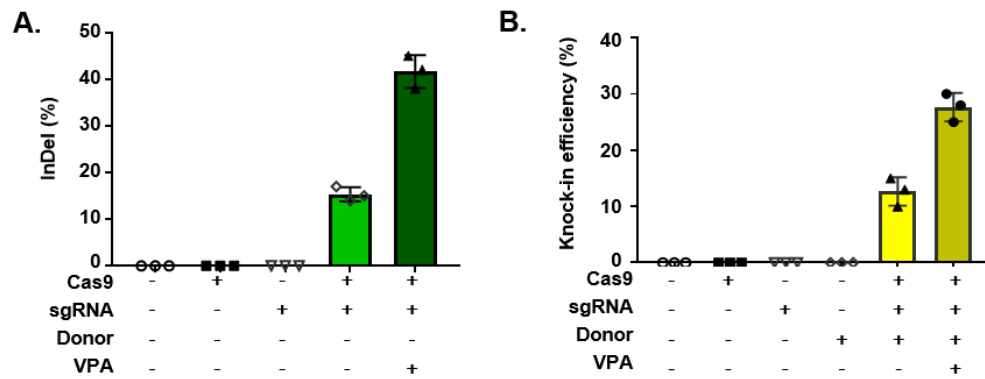 A.
InDel (%)
50
40
30
20
10
0
Cas9 - + - + +
sgRNA - - + + +
Donor - - - - -
VPA - - - - +
B.
Knock-in efficiency (%)
40
30
20
10
0
Cas9 - + - - + +
sgRNA - - + - + +
Donor - - - + + +
VPA - - - - - +